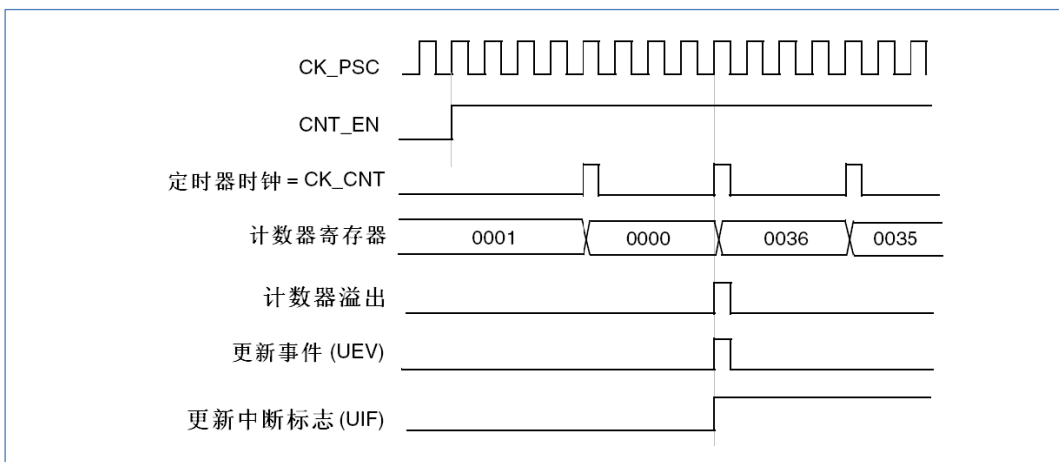 CK_PSC
CNT_EN
定时器时钟 = CK_CNT
计数器寄存器 0001 0000 0036 0035
计数器溢出
更新事件 (UEV)
更新中断标志 (UIF)